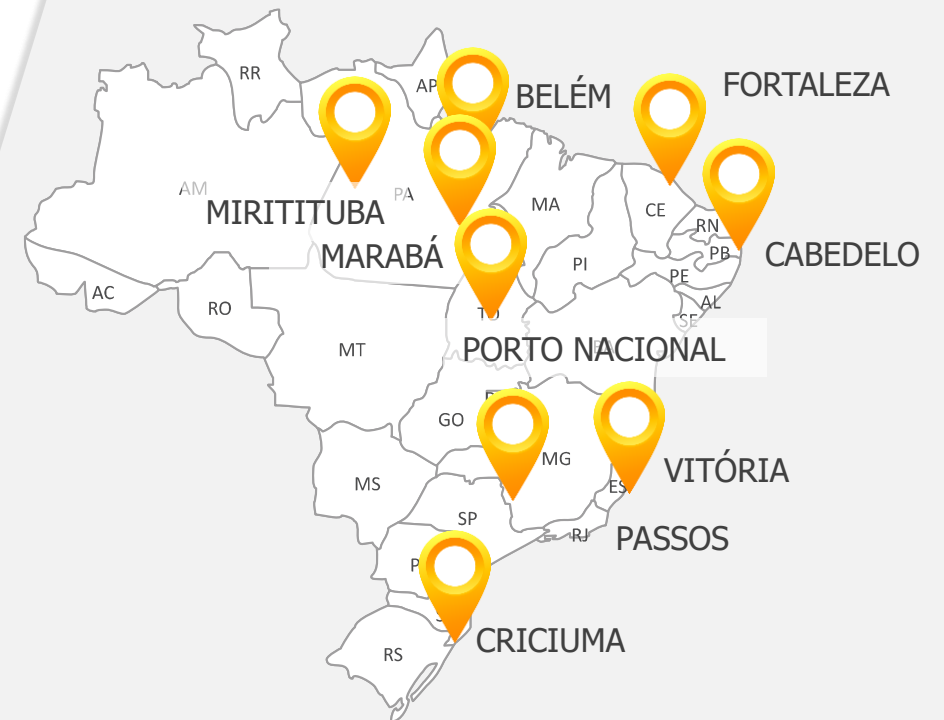 RR
AP
BELÉM
FORTALEZA
AM
PA
MIRITITUBA
MA
CE
RN
MARABÁ
PI
PB
CABEDELO
PE
AC
RO
AL
TO
SE
MT
PORTO NACIONAL
GO
MG
VITÓRIA
MS
ES
SP
RJ
PASSOS
CRICIUMA
RS